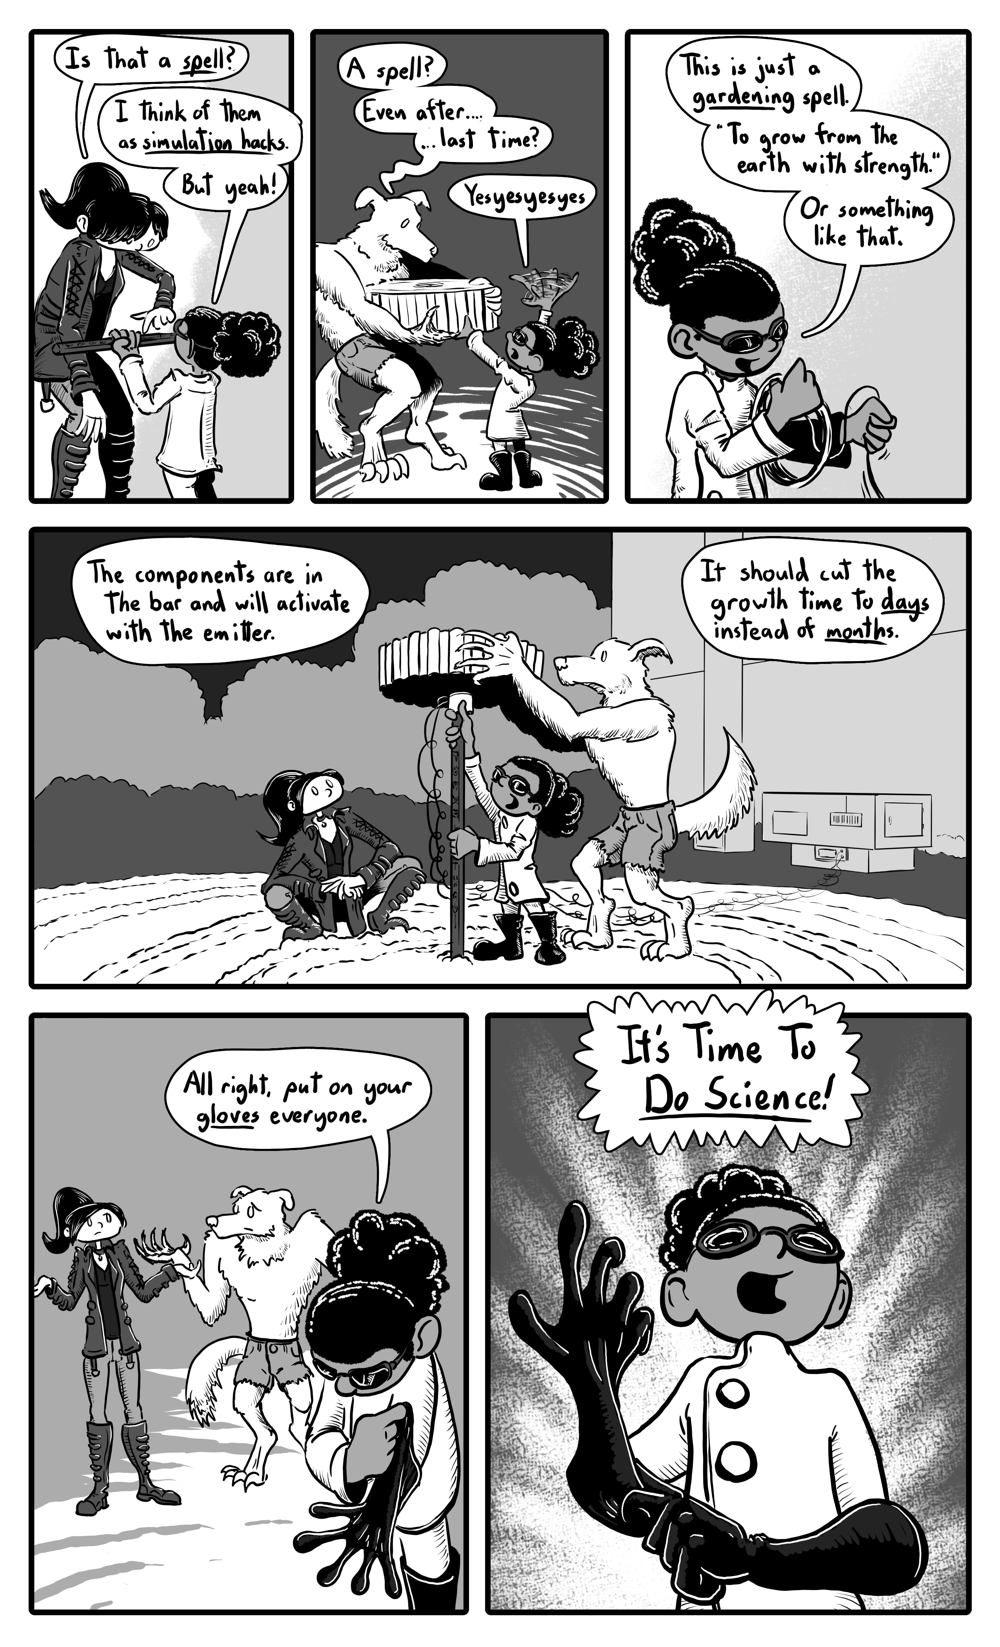 Is that a spell?
I think of them
as simulation hacks.
But yeah!
A spell?
Even after....
...last time?
Yesyesyesyes
This is just a
gardening spell.
"To grow from the
earth with strength."
Or something
like that.
The components are in
The bar and will activate
with the emitter.
It should cut the
growth time to days
instead of months.
All right, put on your
gloves everyone.
It's Time To
Do Science!